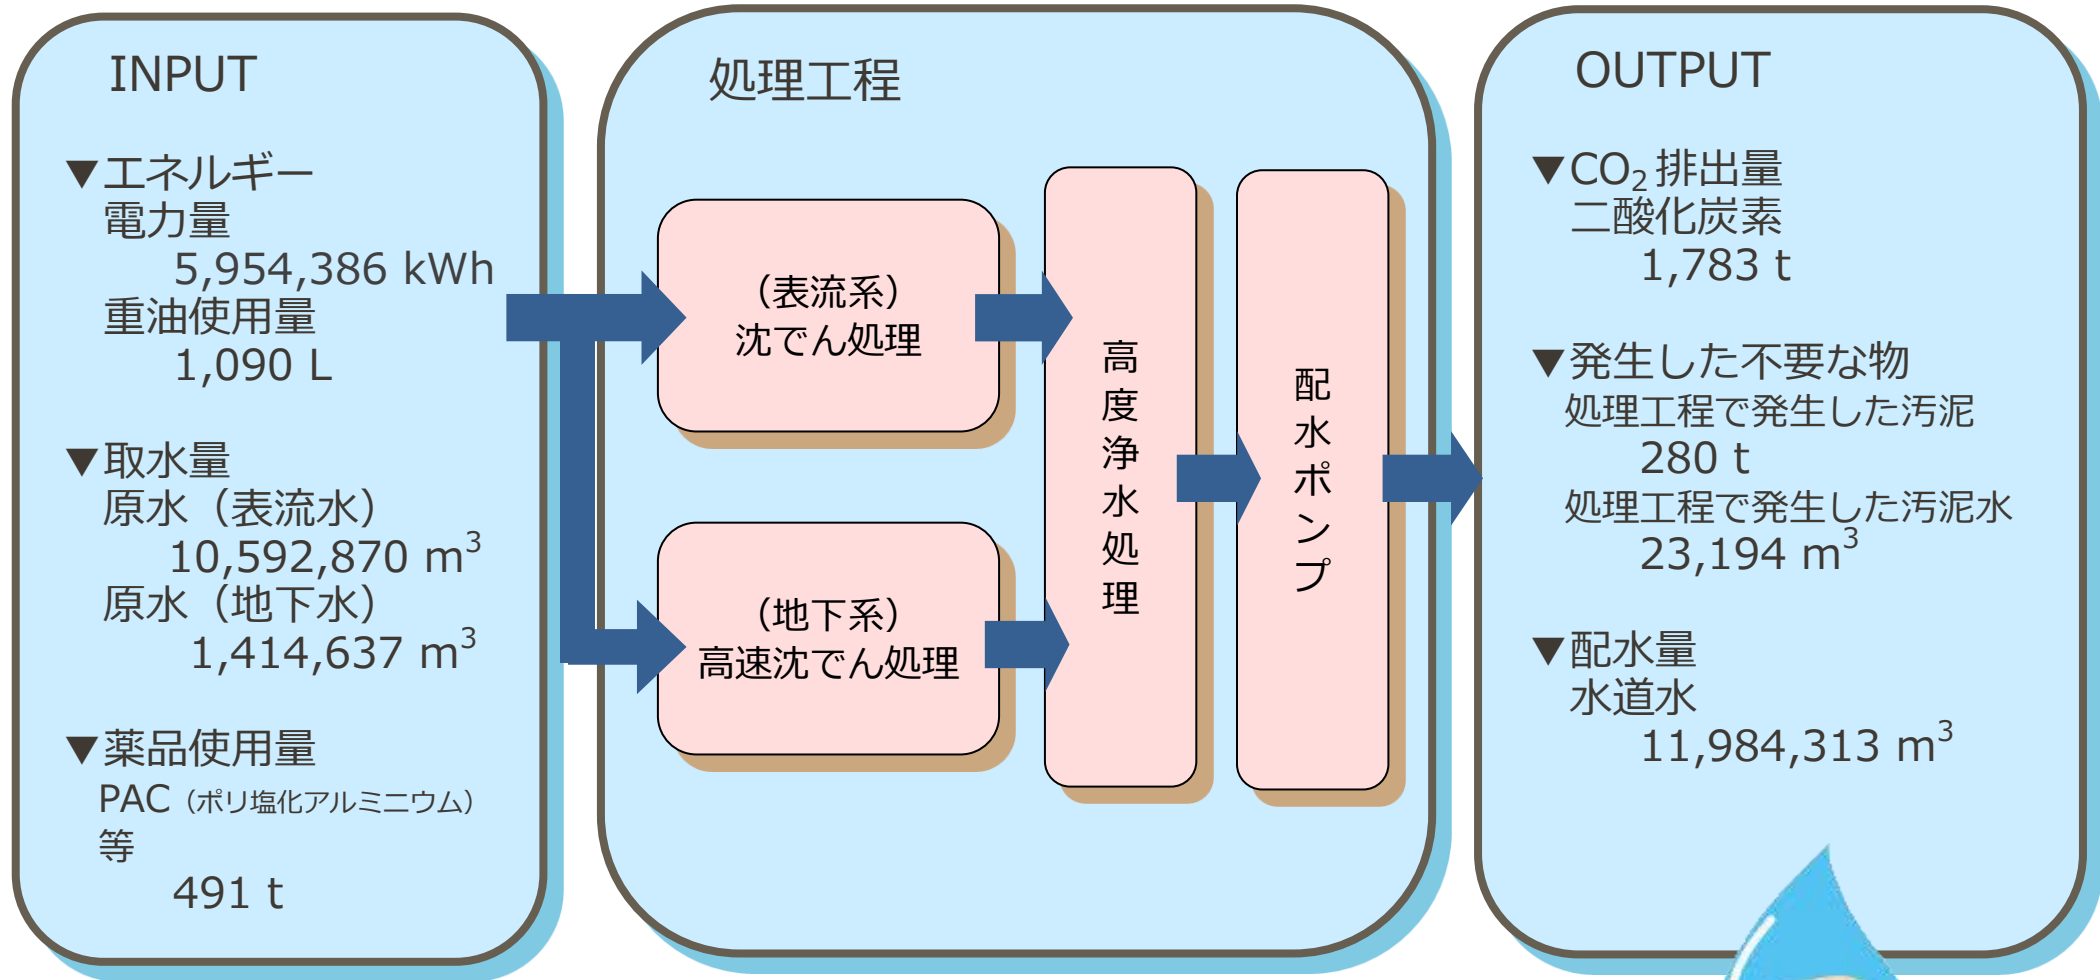 INPUT
▼エネルギー
電力量
5,954,386 kWh
重油使用量
1,090 L
▼取水量
原水（表流水）
10,592,870 m³
原水（地下水）
1,414,637 m³
▼薬品使用量
PAC（ポリ塩化アルミニウム）
等
491 t
処理工程
（表流系）
沈でん処理
（地下系）
高速沈でん処理
高度浄水処理
配水ポンプ
OUTPUT
▼CO₂排出量
二酸化炭素
1,783 t
▼発生した不要な物
処理工程で発生した汚泥
280 t
処理工程で発生した汚泥水
23,194 m³
▼配水量
水道水
11,984,313 m³